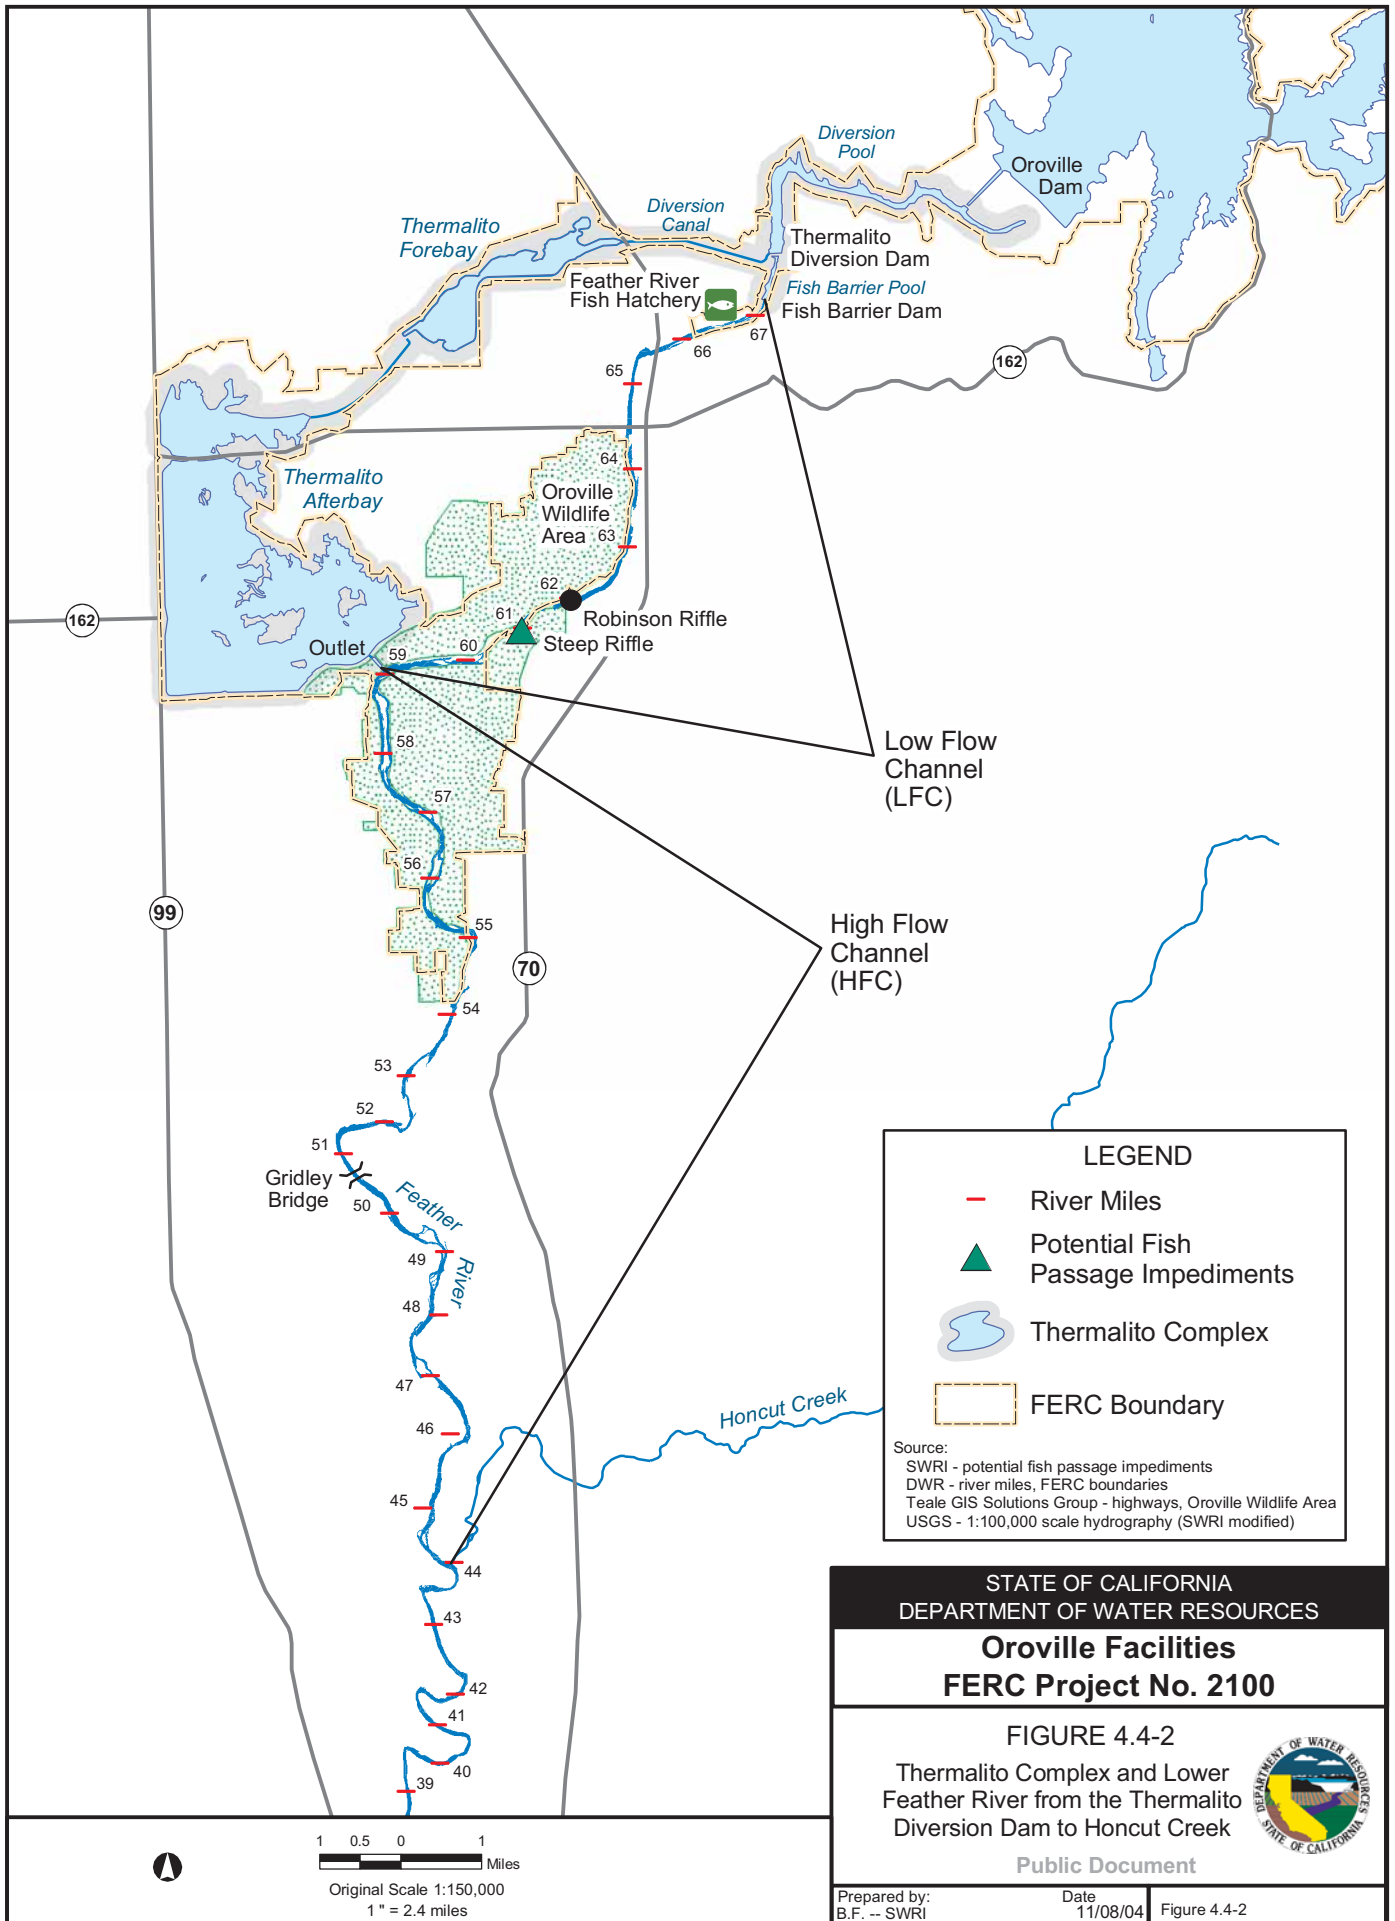 Diversion
Pool
Oroville
Dam
Thermalito
Forebay
Diversion
Canal
Thermalito
Diversion Dam
Feather River
Fish Hatchery
Fish Barrier Pool
Fish Barrier Dam
67
66
65
162
64
Thermalito
Afterbay
Oroville
Wildlife
Area
63
62
61
Robinson Riffle
Steep Riffle
162
Outlet
59
60
58
Low Flow
Channel
(LFC)
57
56
99
55
High Flow
Channel
(HFC)
70
54
53
52
51
Gridley
Bridge
50
Feather
River
49
48
47
46
Honcut Creek
45
44
43
42
41
40
39
LEGEND
River Miles
Potential Fish
Passage Impediments
Thermalito Complex
FERC Boundary
Source:
SWRI - potential fish passage impediments
DWR - river miles, FERC boundaries
Teale GIS Solutions Group - highways, Oroville Wildlife Area
USGS - 1:100,000 scale hydrography (SWRI modified)
STATE OF CALIFORNIA
DEPARTMENT OF WATER RESOURCES
Oroville Facilities
FERC Project No. 2100
FIGURE 4.4-2
Thermalito Complex and Lower
Feather River from the Thermalito
Diversion Dam to Honcut Creek
Public Document
DEPARTMENT OF WATER RESOURCES
STATE OF CALIFORNIA
Prepared by:
B.F. -- SWRI
Date
11/08/04
Figure 4.4-2
1 0.5 0 1
Miles
Original Scale 1:150,000
1 " = 2.4 miles